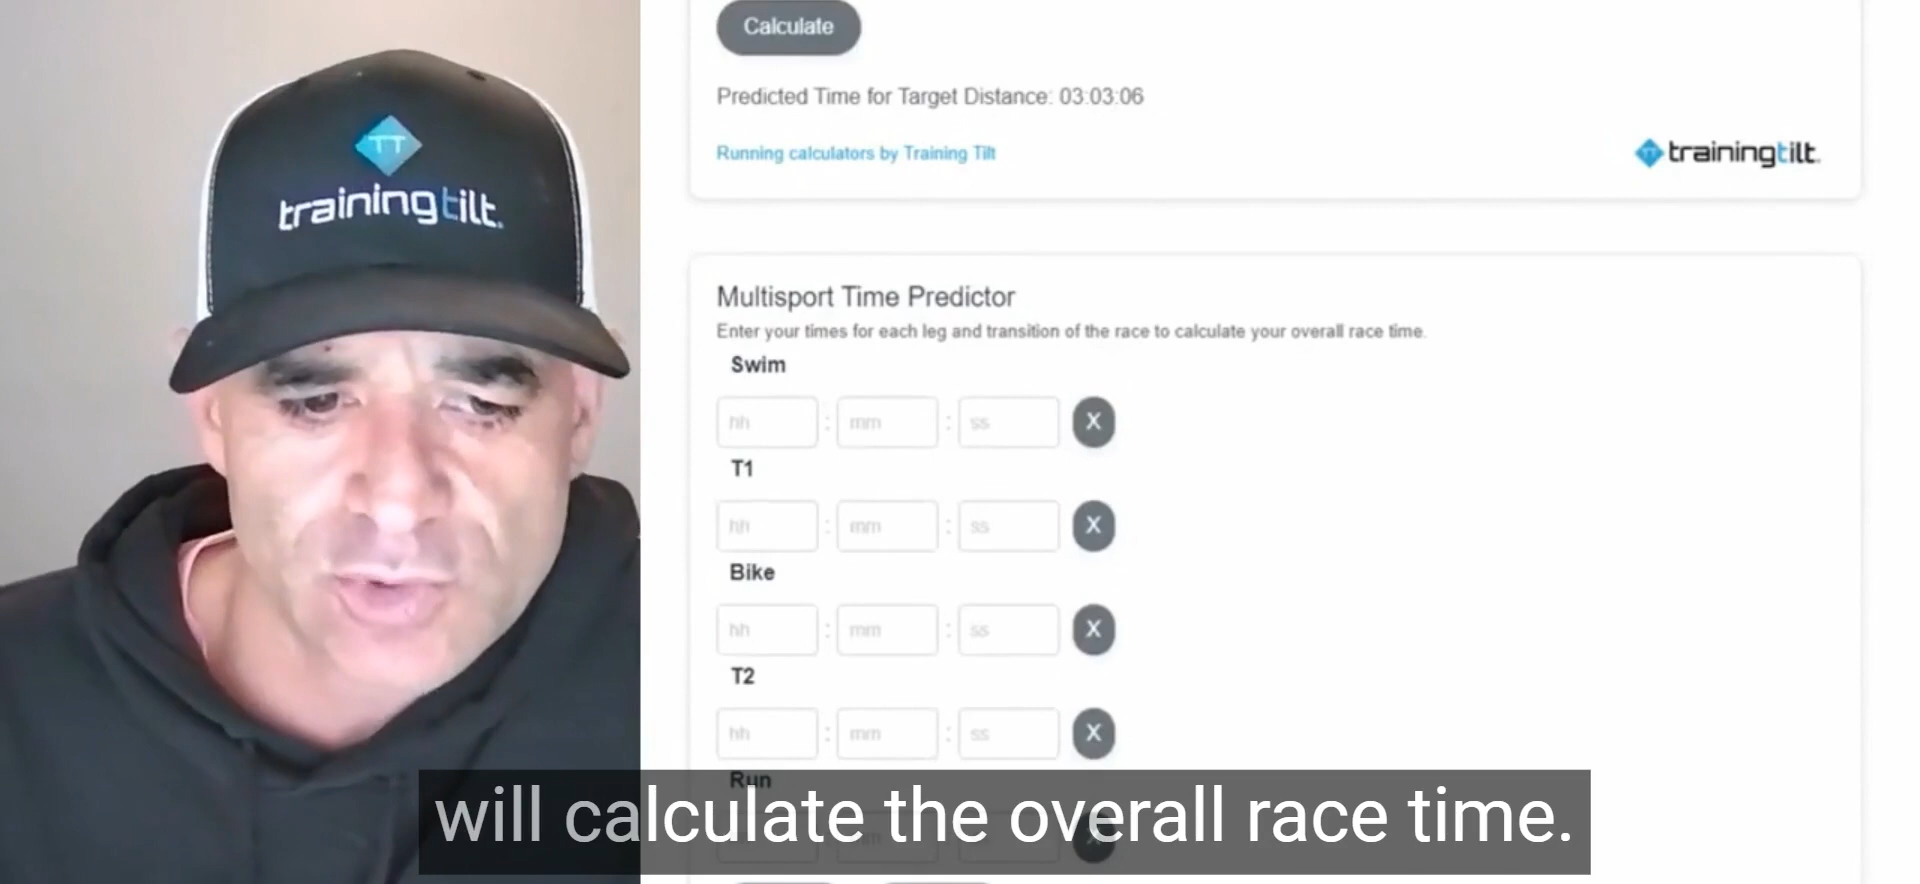 TT
trainingtilt.
Calculate
Predicted Time for Target Distance: 03:03:06
Running calculators by Training Tilt
trainingtilt.
Multisport Time Predictor
Enter your times for each leg and transition of the race to calculate your overall race time.
Swim
hh : mm : ss X
T1
hh : mm : ss X
Bike
hh : mm : ss X
T2
hh : mm : ss X
Run
will calculate the overall race time.